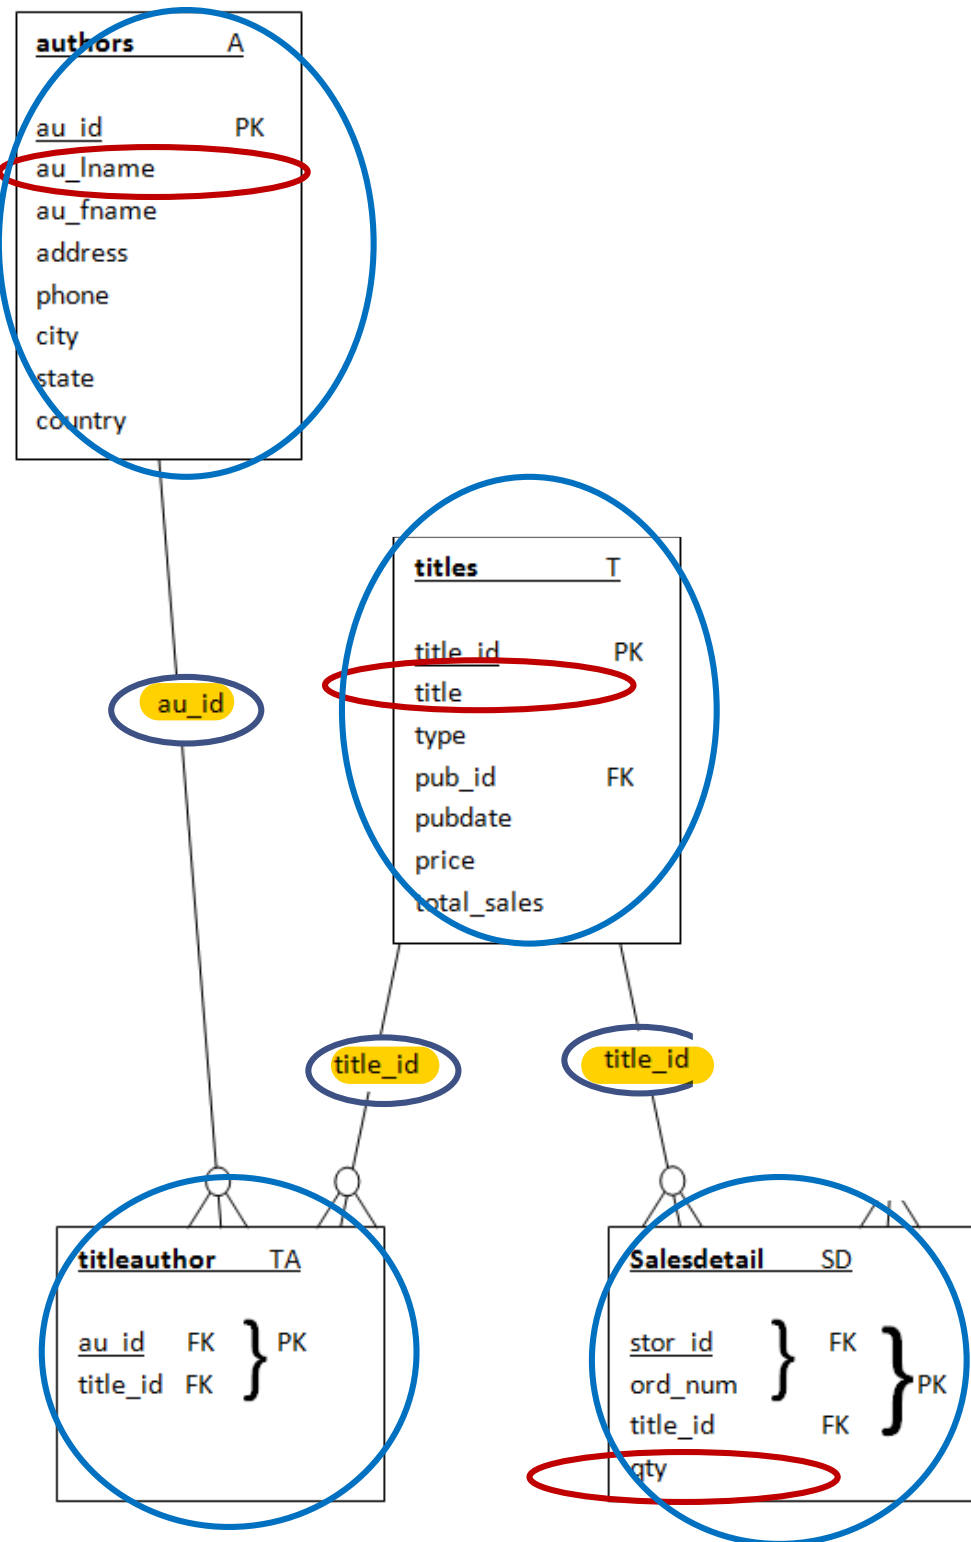 authors A
au_id PK
au_lname
au_fname
address
phone
city
state
country
au_id
titles T
title_id PK
title
type
pub_id FK
pubdate
price
total_sales
title_id
title_id
titleauthor TA
au_id FK } PK
title_id FK
Salesdetail SD
stor_id } FK
ord_num } PK
title_id FK
qty